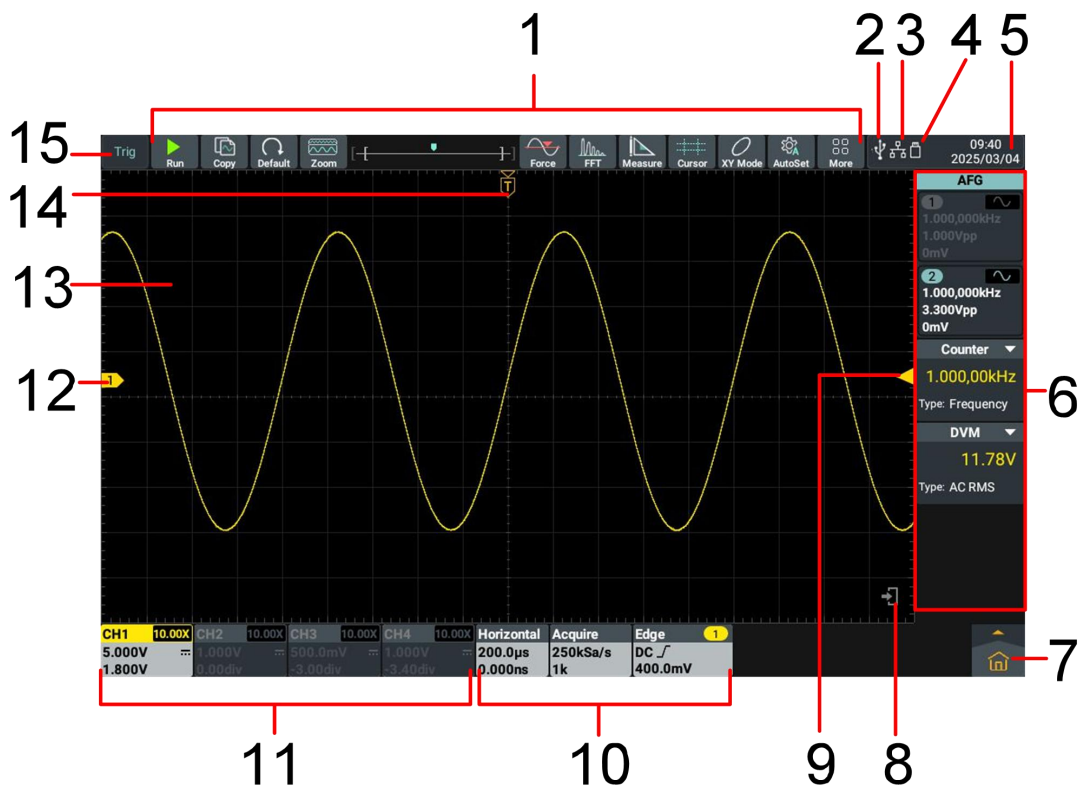 1 2 3 4 5
15 Trig Run Copy Default Zoom Force FFT Measure Cursor XY Mode AutoSet More 09:40
2025/03/04
T
14
AFG
1
1.000,000kHz
1.000Vpp
0mV
13
2
1.000,000kHz
3.300Vpp
0mV
Counter
12 1 9 1.000,00kHz
6
Type: Frequency
DVM
11.78V
Type: AC RMS
CH1 10.00X CH2 10.00X CH3 10.00X CH4 10.00X Horizontal Acquire Edge 1
5.000V 1.000V 500.0mV 1.000V 200.0μs 250kSa/s DC
1.800V 0.00div -3.00div -3.40div 0.000ns 1k 400.0mV
7
11 10 9 8